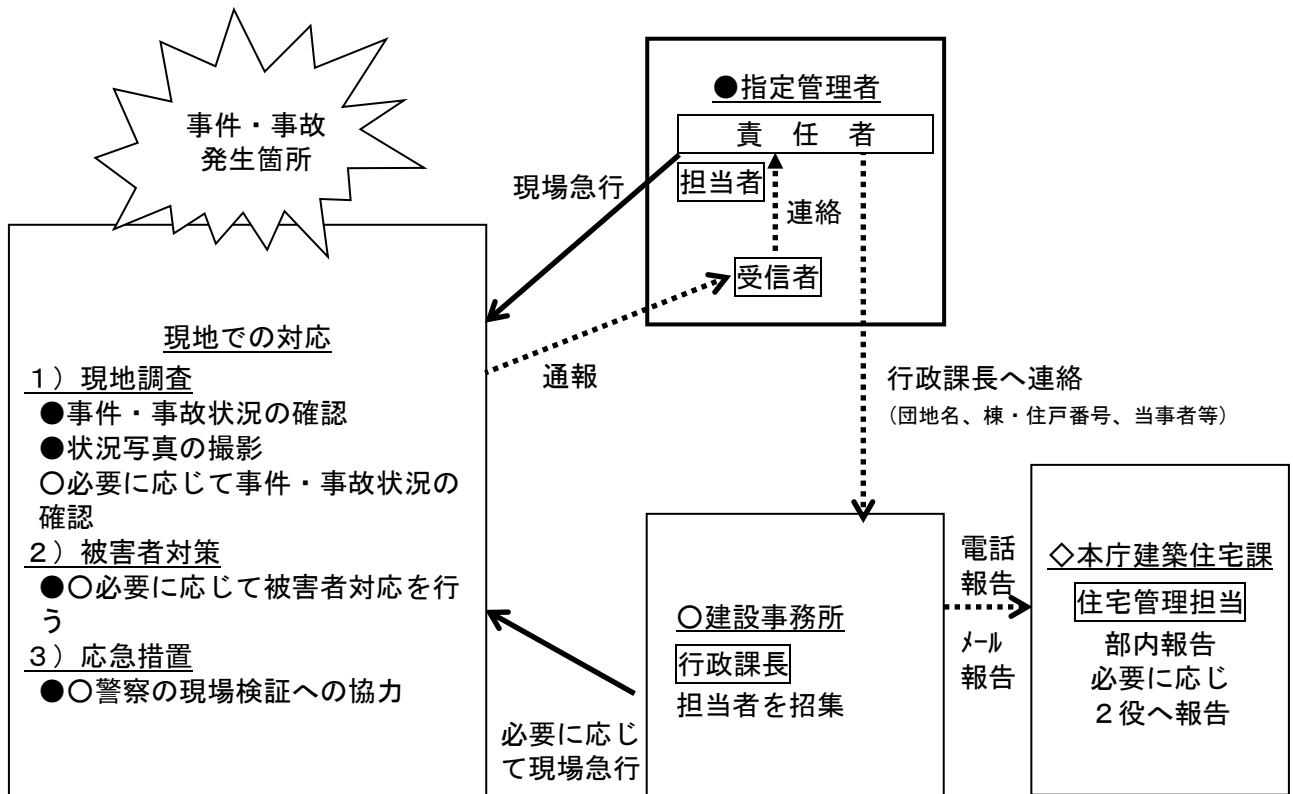 事件・事故
発生箇所
●指定管理者
責 任 者
担当者
連絡
受信者
現場急行
通報
現地での対応
１）現地調査
●事件・事故状況の確認
●状況写真の撮影
○必要に応じて事件・事故状況の
確認
２）被害者対策
●○必要に応じて被害者対応を行
う
３）応急措置
●○警察の現場検証への協力
行政課長へ連絡
（団地名、棟・住戸番号、当事者等）
○建設事務所
行政課長
担当者を招集
必要に応じ
て現場急行
電話
報告
ﾒｰﾙ
報告
◇本庁建築住宅課
住宅管理担当
部内報告
必要に応じ
２役へ報告